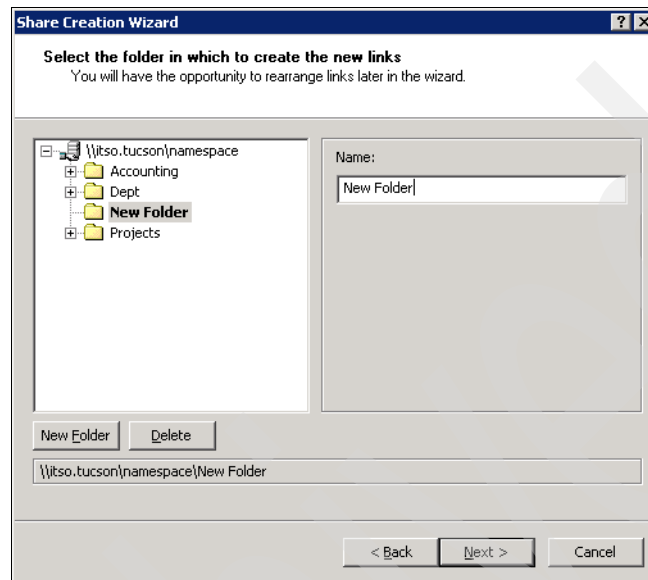 Share Creation Wizard
Select the folder in which to create the new links
You will have the opportunity to rearrange links later in the wizard.
\\itso.tucson\namespace
Accounting
Dept
New Folder
Projects
Name:
New Folder
New Folder Delete
\\itso.tucson\namespace\New Folder
< Back Next > Cancel